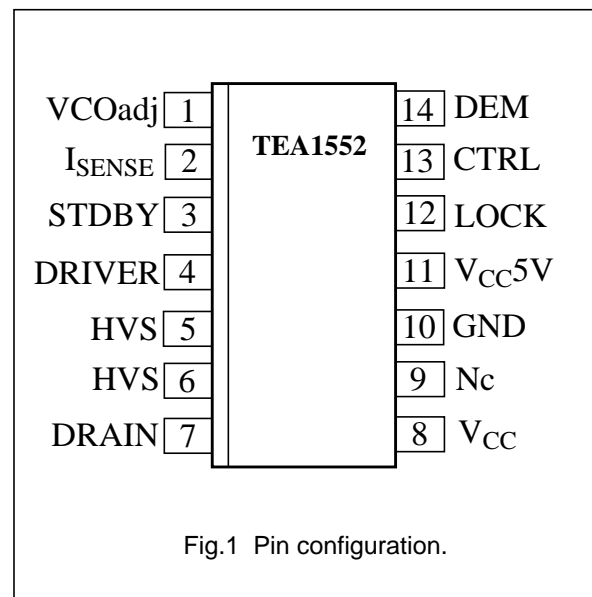 VCOadj 1 14 DEM
TEA1552
ISENSE 2 13 CTRL
STDBY 3 12 LOCK
DRIVER 4 11 VCC5V
HVS 5 10 GND
HVS 6 9 Nc
DRAIN 7 8 VCC
Fig.1 Pin configuration.